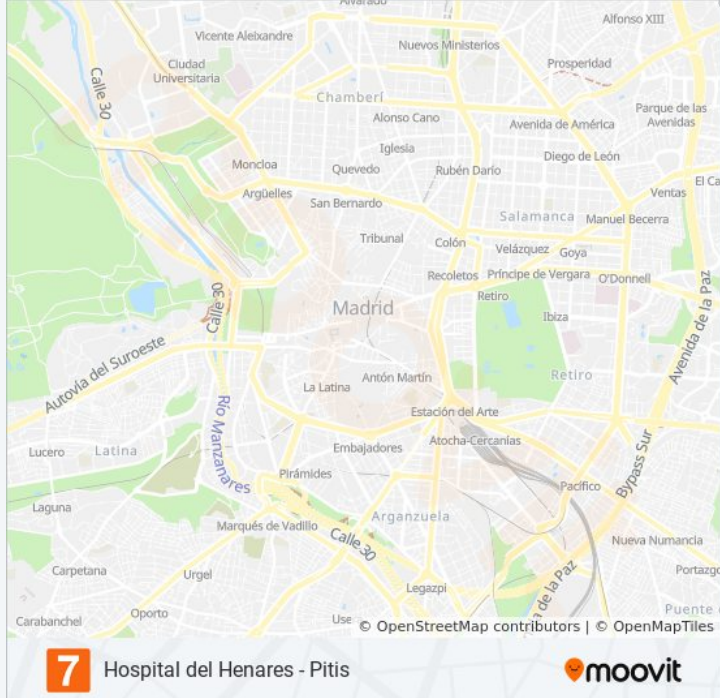 Alvarado
Alfonso XIII
Vicente Aleixandre
Nuevos Ministerios
Ciudad
Universitaria
Prosperidad
Calle 30
Chamberí
Alonso Cano
Avenida de América
Parque de las
Avenidas
Iglesia
Diego de León
Moncloa
Quevedo
Rubén Darío
El Ca
Argüelles
San Bernardo
Ventas
Salamanca
Manuel Becerra
Tribunal
Colón
Velázquez
Goya
Recoletos
Príncipe de Vergara
O'Donnell
Calle 30
Madrid
Retiro
Ibiza
Avenida de la Paz
Autovía del Suroeste
La Latina
Antón Martín
Retiro
Río Manzanares
Estación del Arte
Lucero
Latina
Embajadores
Atocha-Cercanías
Bypass Sur
Pirámides
Pacífico
Laguna
Marqués de Vadillo
Arganzuela
Calle 30
Nueva Numancia
Carpetana
Urgel
Legazpi
a de la Paz
Portazgo
Carabanchel
Oporto
Use
Puente
© OpenStreetMap contributors | © OpenMapTiles
7 Hospital del Henares - Pitis
moovit